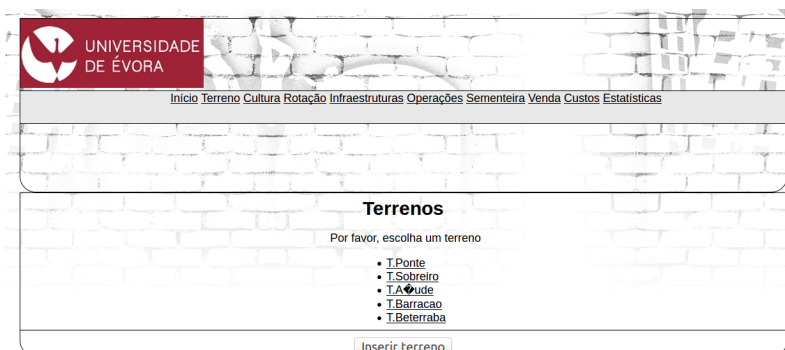 UNIVERSIDADE
DE ÉVORA
Início Terreno Cultura Rotação Infraestruturas Operações Sementeira Venda Custos Estatísticas
Terrenos
Por favor, escolha um terreno
T.Ponte
T.Sobreiro
T.A�ude
T.Barracao
T.Beterraba
Inserir terreno